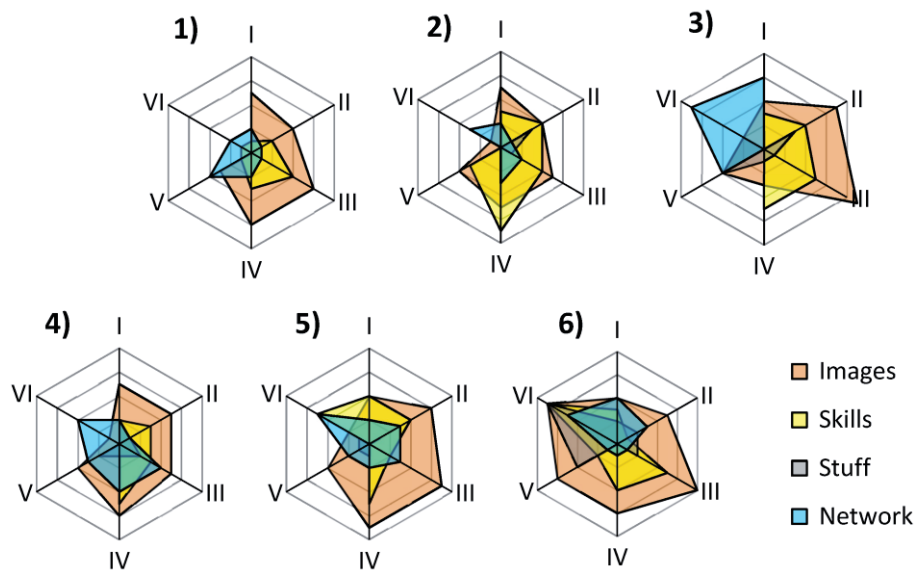 1)
I
II
III
IV
V
VI
2)
I
II
III
IV
V
VI
3)
I
II
III
IV
V
VI
4)
I
II
III
IV
V
VI
5)
I
II
III
IV
V
VI
6)
I
II
III
IV
V
VI
Images
Skills
Stuff
Network